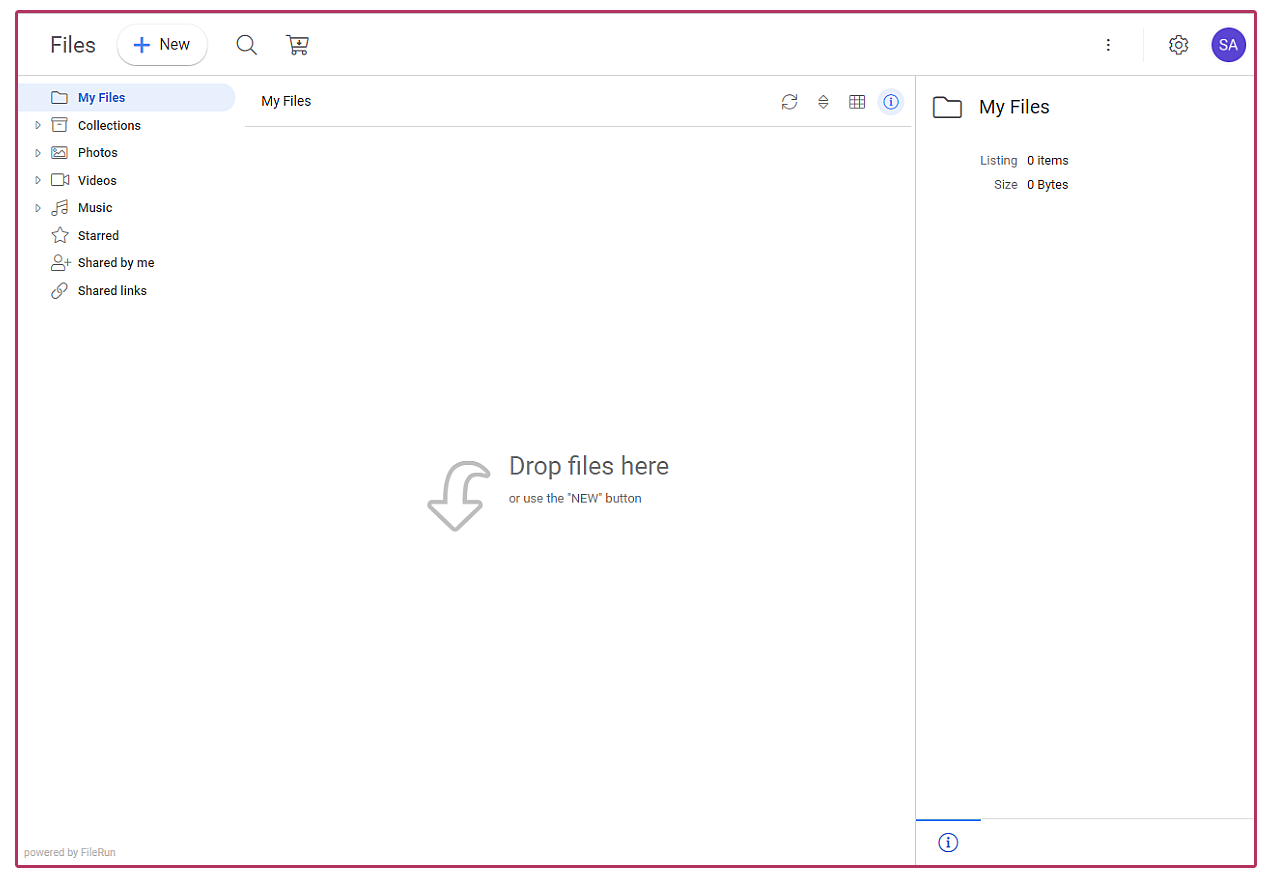 Files
New
SA
My Files
Collections
Photos
Videos
Music
Starred
Shared by me
Shared links
My Files
Drop files here
or use the "NEW" button
My Files
Listing 0 items
Size 0 Bytes
powered by FileRun